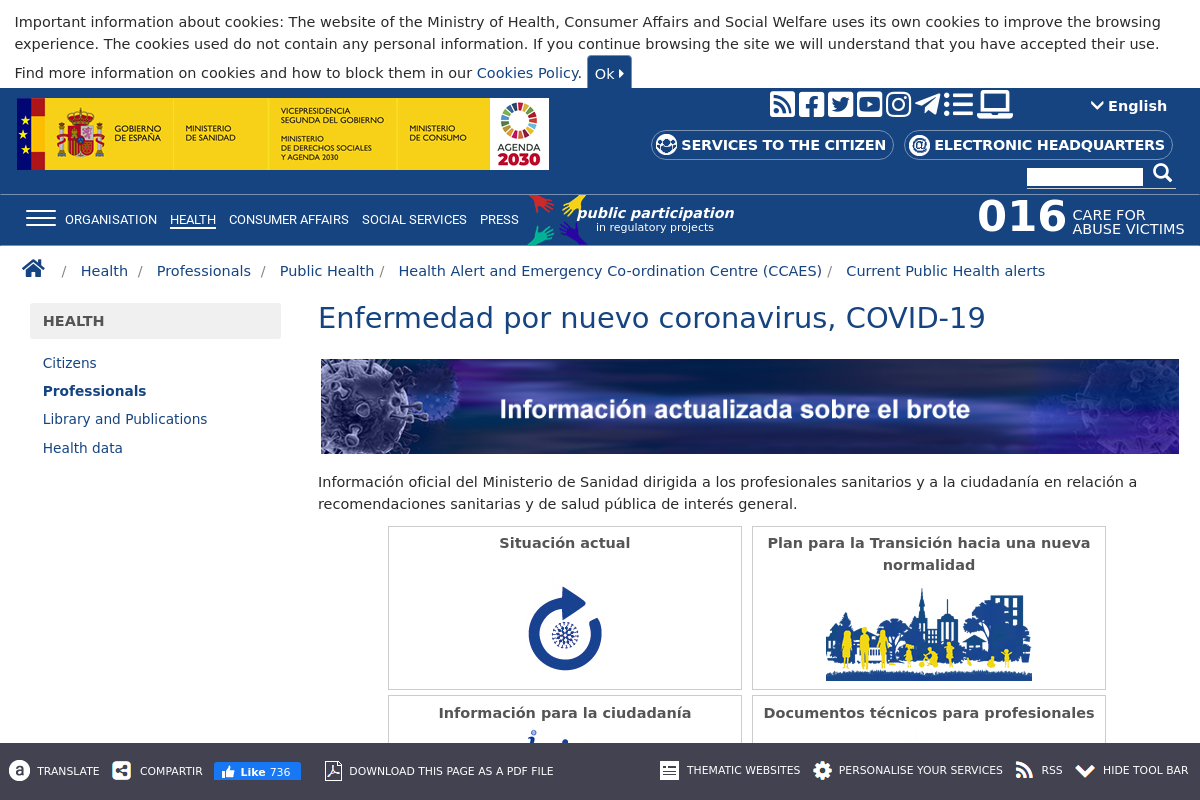 Important information about cookies: The website of the Ministry of Health, Consumer Affairs and Social Welfare uses its own cookies to improve the browsing
experience. The cookies used do not contain any personal information. If you continue browsing the site we will understand that you have accepted their use.
Find more information on cookies and how to block them in our Cookies Policy. Ok
GOBIERNO
DE ESPAÑA
MINISTERIO
DE SANIDAD
VICEPRESIDENCIA
SEGUNDA DEL GOBIERNO
MINISTERIO
DE DERECHOS SOCIALES
Y AGENDA 2030
MINISTERIO
DE CONSUMO
AGENDA
2030
English
SERVICES TO THE CITIZEN
@ ELECTRONIC HEADQUARTERS
ORGANISATION HEALTH CONSUMER AFFAIRS SOCIAL SERVICES PRESS
public participation
in regulatory projects
016 CARE FOR
ABUSE VICTIMS
/ Health / Professionals / Public Health / Health Alert and Emergency Co-ordination Centre (CCAES) / Current Public Health alerts
HEALTH
Citizens
Professionals
Library and Publications
Health data
Enfermedad por nuevo coronavirus, COVID-19
Información actualizada sobre el brote
Información oficial del Ministerio de Sanidad dirigida a los profesionales sanitarios y a la ciudadanía en relación a
recomendaciones sanitarias y de salud pública de interés general.
Situación actual
Plan para la Transición hacia una nueva
normalidad
Información para la ciudadanía
Documentos técnicos para profesionales
a TRANSLATE COMPARTIR Like 736 DOWNLOAD THIS PAGE AS A PDF FILE THEMATIC WEBSITES PERSONALISE YOUR SERVICES RSS HIDE TOOL BAR